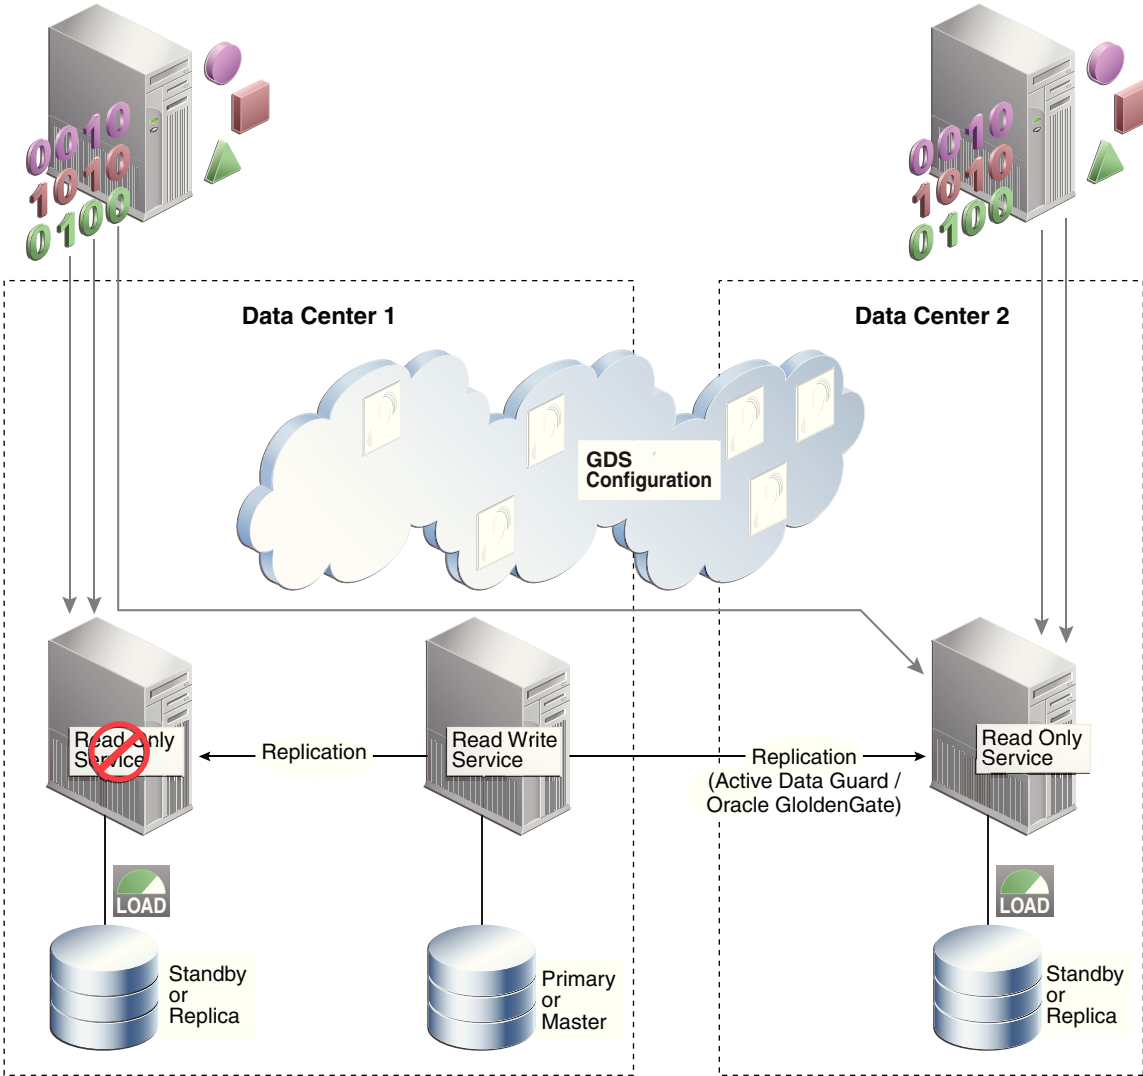 0010
1010
0100
0010
1010
0100
Data Center 1
Data Center 2
GDS
Configuration
Read Only
Service
Replication
Read Write
Service
Replication
(Active Data Guard /
Oracle GloldenGate)
Read Only
Service
LOAD
LOAD
Standby
or
Replica
Primary
or
Master
Standby
or
Replica